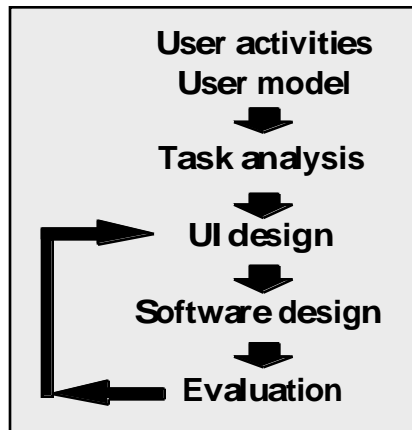 User activities
User model
Task analysis
UI design
Software design
Evaluation